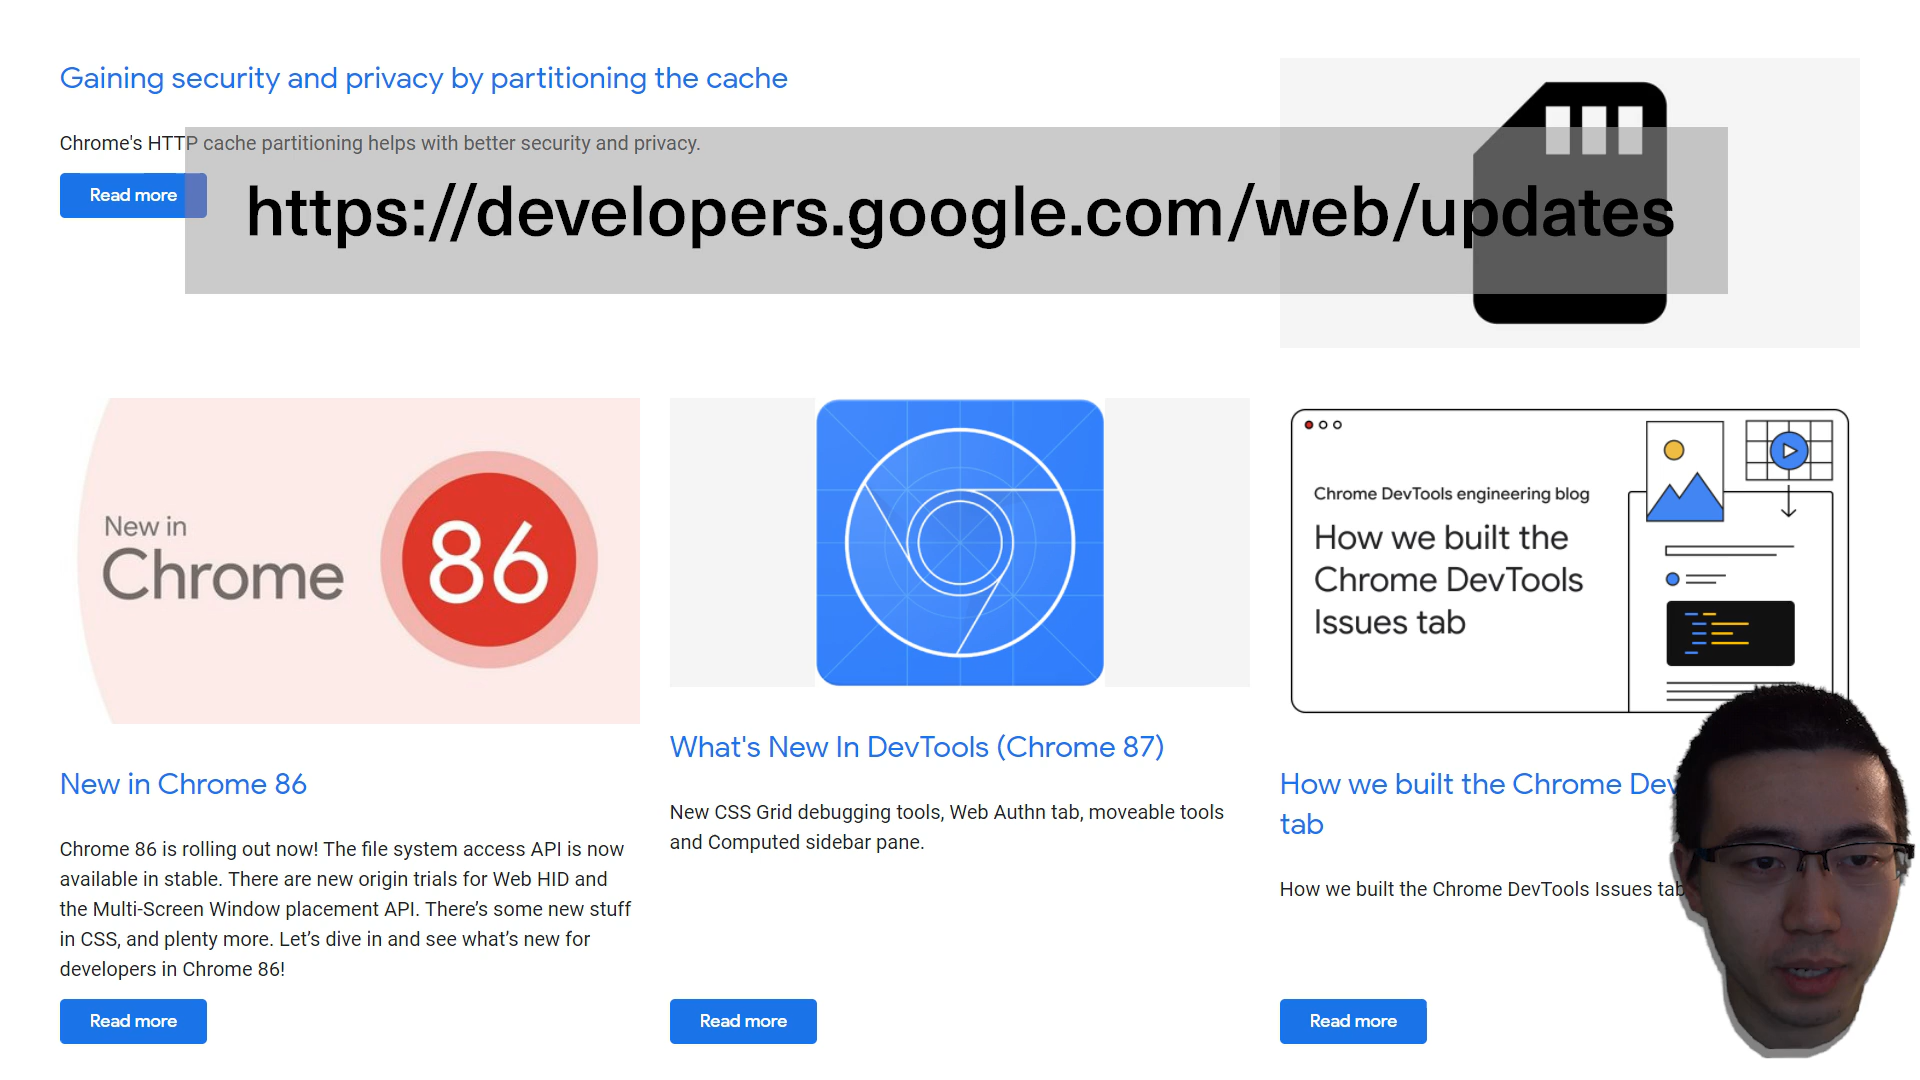 Gaining security and privacy by partitioning the cache
Chrome's HTTP cache partitioning helps with better security and privacy.
Read more
https://developers.google.com/web/updates
New in
Chrome
86
New in Chrome 86
Chrome 86 is rolling out now! The file system access API is now
available in stable. There are new origin trials for Web HID and
the Multi-Screen Window placement API. There’s some new stuff
in CSS, and plenty more. Let’s dive in and see what’s new for
developers in Chrome 86!
Read more
What's New In DevTools (Chrome 87)
New CSS Grid debugging tools, Web Authn tab, moveable tools
and Computed sidebar pane.
Read more
Chrome DevTools engineering blog
How we built the
Chrome DevTools
Issues tab
How we built the Chrome
tab
How we built the Chrome DevTools Issues tab
Read more